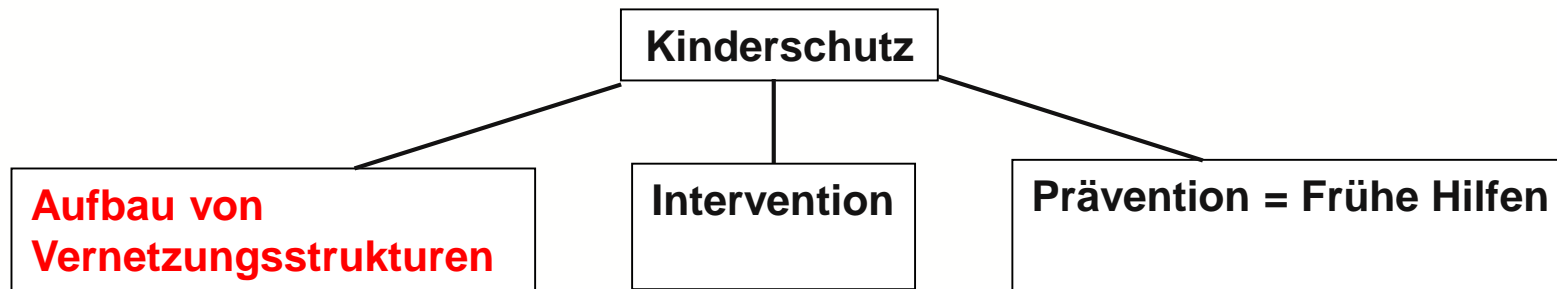 Kinderschutz
Aufbau von
Vernetzungsstrukturen
Intervention
Prävention = Frühe Hilfen